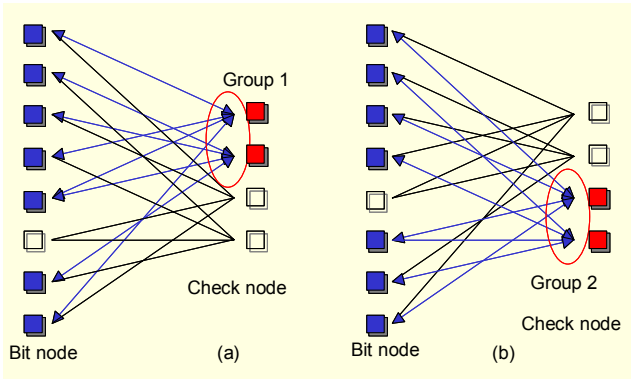 Group 1
Check node
Bit node
(a)
Group 2
Check node
Bit node
(b)